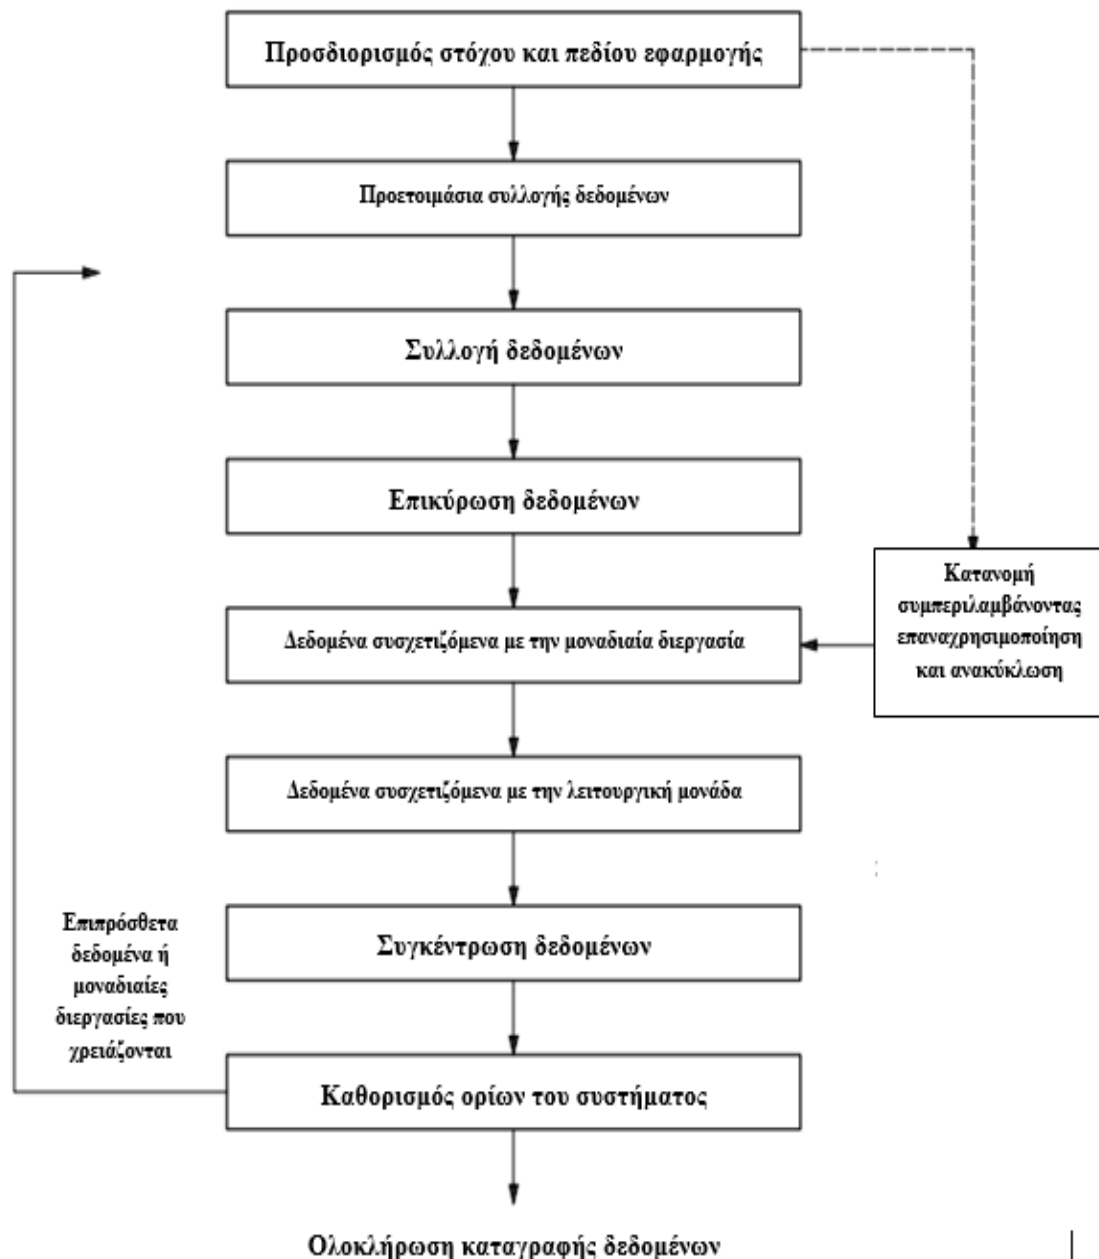 Προσδιορισμός στόχου και πεδίου εφαρμογής
Προετοιμάσια συλλογής δεδομένων
Συλλογή δεδομένων
Επικύρωση δεδομένων
Κατανομή
συμπεριλαμβάνοντας
επαναχρησιμοποίηση
και ανακύκλωση
Δεδομένα συσχετιζόμενα με την μοναδιαία διεργασία
Δεδομένα συσχετιζόμενα με την λειτουργική μονάδα
Συγκέντρωση δεδομένων
Επιπρόσθετα
δεδομένα ή
μοναδιαίες
διεργασίες που
χρειάζονται
Καθορισμός ορίων του συστήματος
Ολοκλήρωση καταγραφής δεδομένων